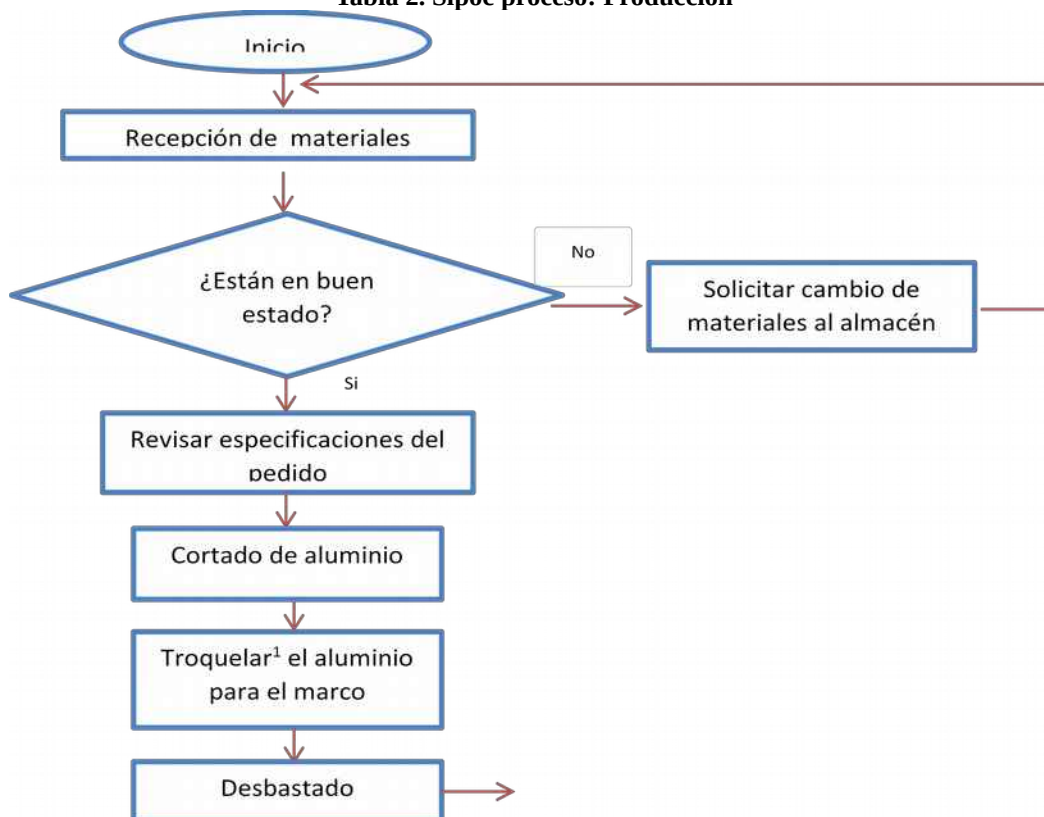 Tabla 2. Sipoc proceso: Producción
Inicio
Recepción de materiales
¿Están en buen
estado?
No
Solicitar cambio de
materiales al almacén
Si
Revisar especificaciones del
pedido
Cortado de aluminio
Troquelar¹ el aluminio
para el marco
Desbastado